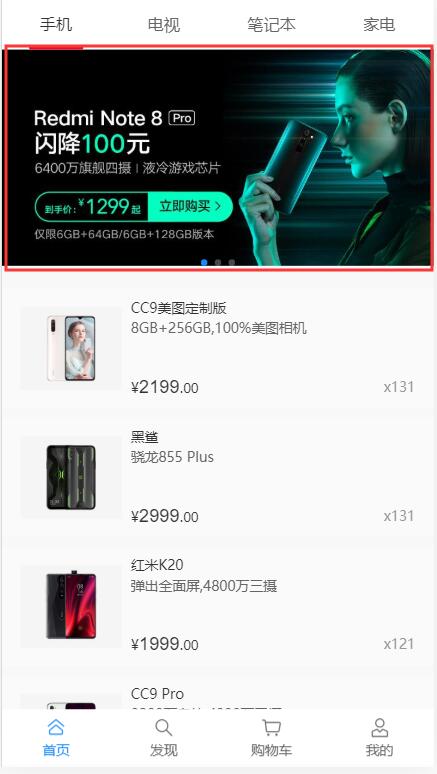 手机
电视
笔记本
家电
Redmi Note 8 Pro
闪降100元
6400万旗舰四摄 | 液冷游戏芯片
到手价：¥1299起 立即购买 >
仅限6GB+64GB/6GB+128GB版本
CC9美图定制版
8GB+256GB,100%美图相机
¥2199.00
x131
黑鲨
骁龙855 Plus
¥2999.00
x131
红米K20
弹出全面屏,4800万三摄
¥1999.00
x121
CC9 Pro
首页
发现
购物车
我的